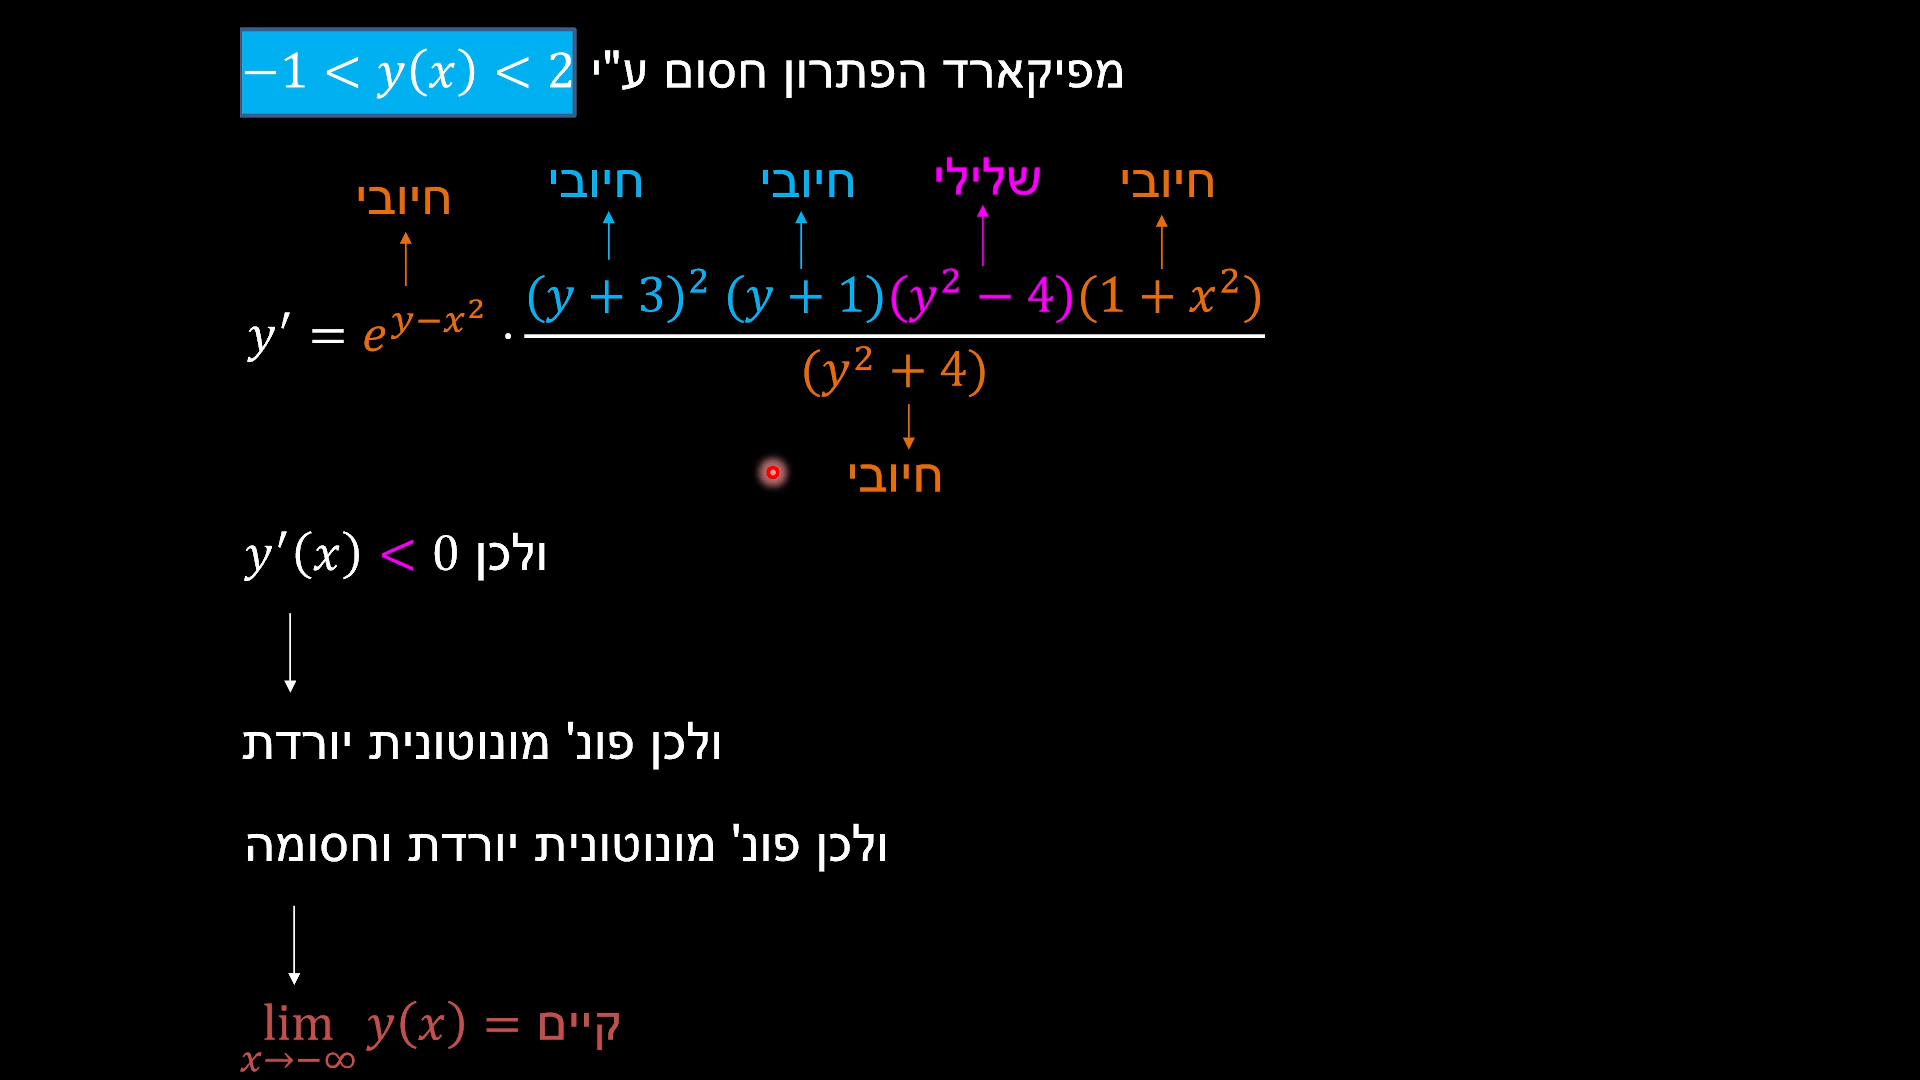 מפיקארד הפתרון חסום ע"י −1 < y(x) < 2
חיובי חיובי חיובי שלילי חיובי
y′ = e^{y−x²} · \frac{(y + 3)² (y + 1)(y² − 4)(1 + x²)}{(y² + 4)}
חיובי
ולכן y′(x) < 0
ולכן פונ' מונוטונית יורדת
ולכן פונ' מונוטונית יורדת וחסומה
lim_{x→−∞} y(x) = קיים